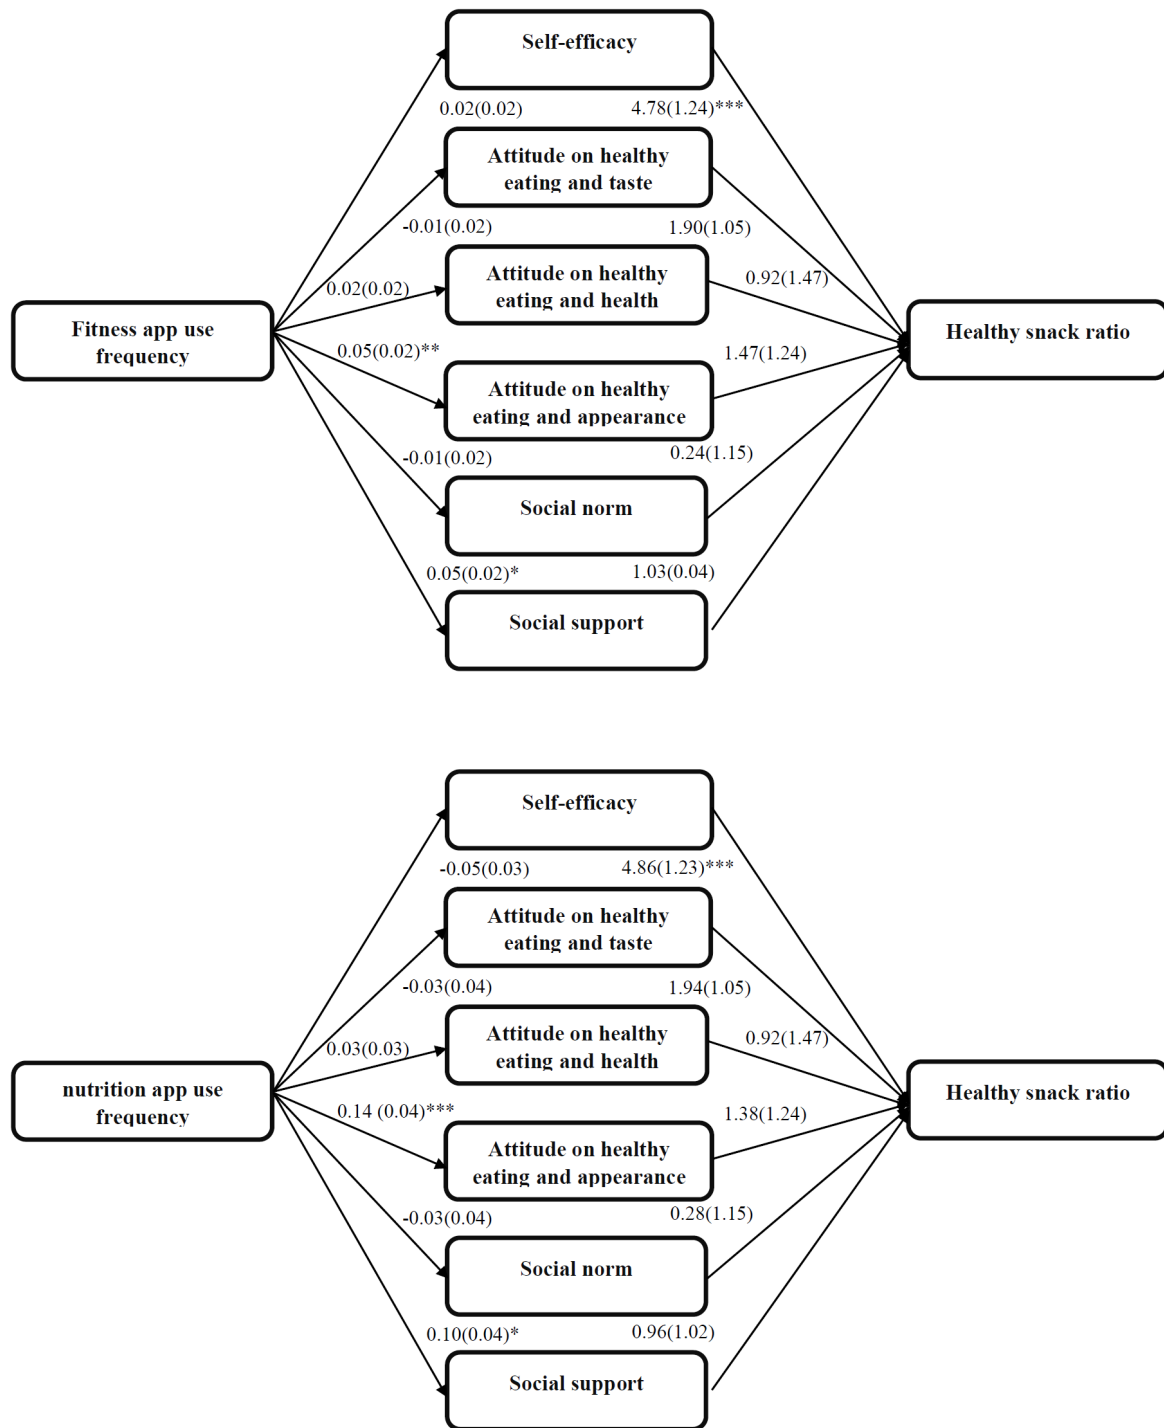 Self-efficacy
0.02(0.02)
4.78(1.24)***
Attitude on healthy
eating and taste
-0.01(0.02)
1.90(1.05)
Attitude on healthy
eating and health
0.02(0.02)
0.92(1.47)
Fitness app use
frequency
Healthy snack ratio
0.05(0.02)**
1.47(1.24)
Attitude on healthy
eating and appearance
-0.01(0.02)
0.24(1.15)
Social norm
0.05(0.02)*
1.03(0.04)
Social support
Self-efficacy
-0.05(0.03)
4.86(1.23)***
Attitude on healthy
eating and taste
-0.03(0.04)
1.94(1.05)
Attitude on healthy
eating and health
0.03(0.03)
0.92(1.47)
nutrition app use
frequency
Healthy snack ratio
0.14 (0.04)***
1.38(1.24)
Attitude on healthy
eating and appearance
-0.03(0.04)
0.28(1.15)
Social norm
0.10(0.04)*
0.96(1.02)
Social support